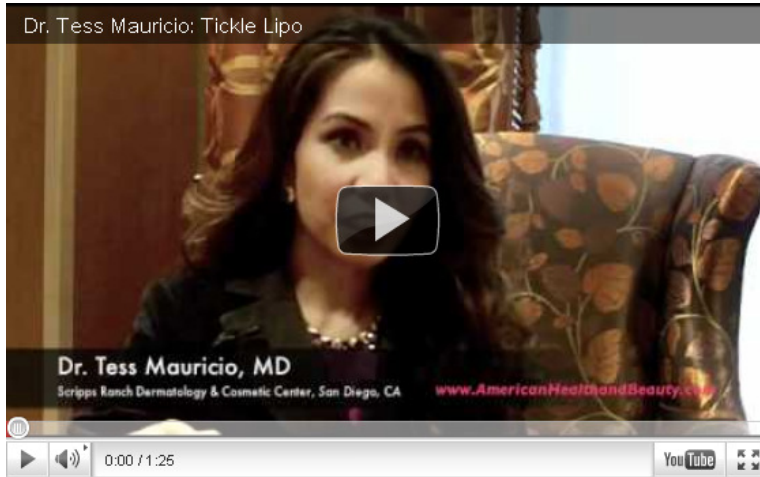 Dr. Tess Mauricio: Tickle Lipo
Dr. Tess Mauricio, MD
Scripps Ranch Dermatology & Cosmetic Center, San Diego, CA
www.AmericanHealthandBeauty.com
0:00 / 1:25
YouTube